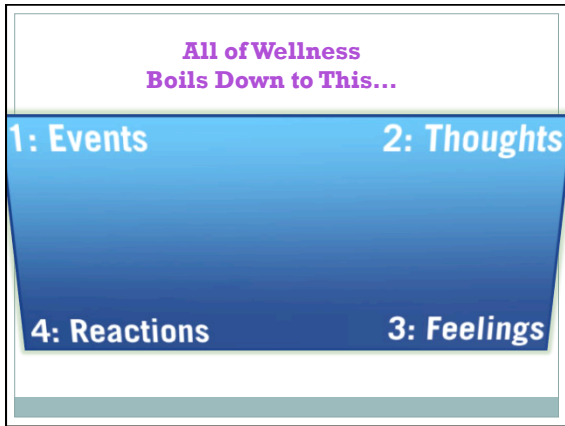 All of Wellness
Boils Down to This...
1: Events
2: Thoughts
4: Reactions
3: Feelings